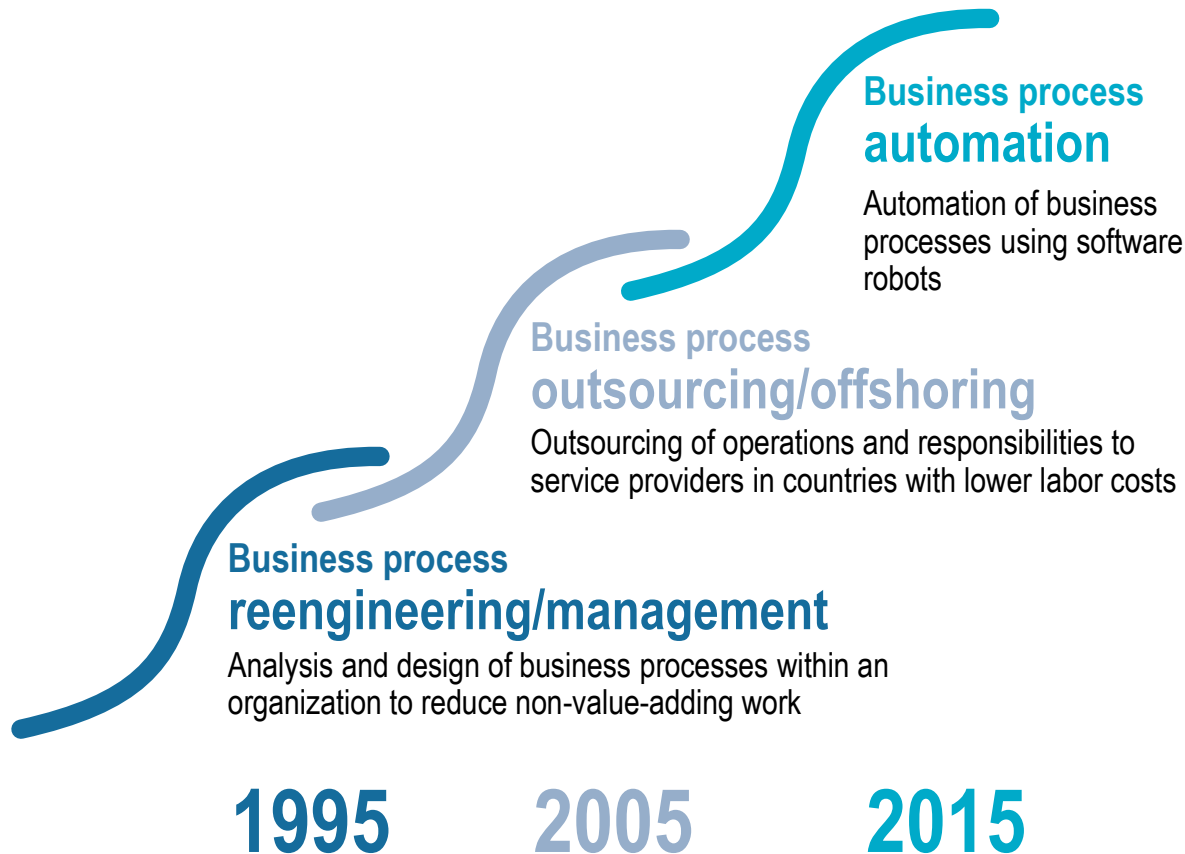 Business process
automation
Automation of business
processes using software
robots
Business process
outsourcing/offshoring
Outsourcing of operations and responsibilities to
service providers in countries with lower labor costs
Business process
reengineering/management
Analysis and design of business processes within an
organization to reduce non-value-adding work
1995
2005
2015